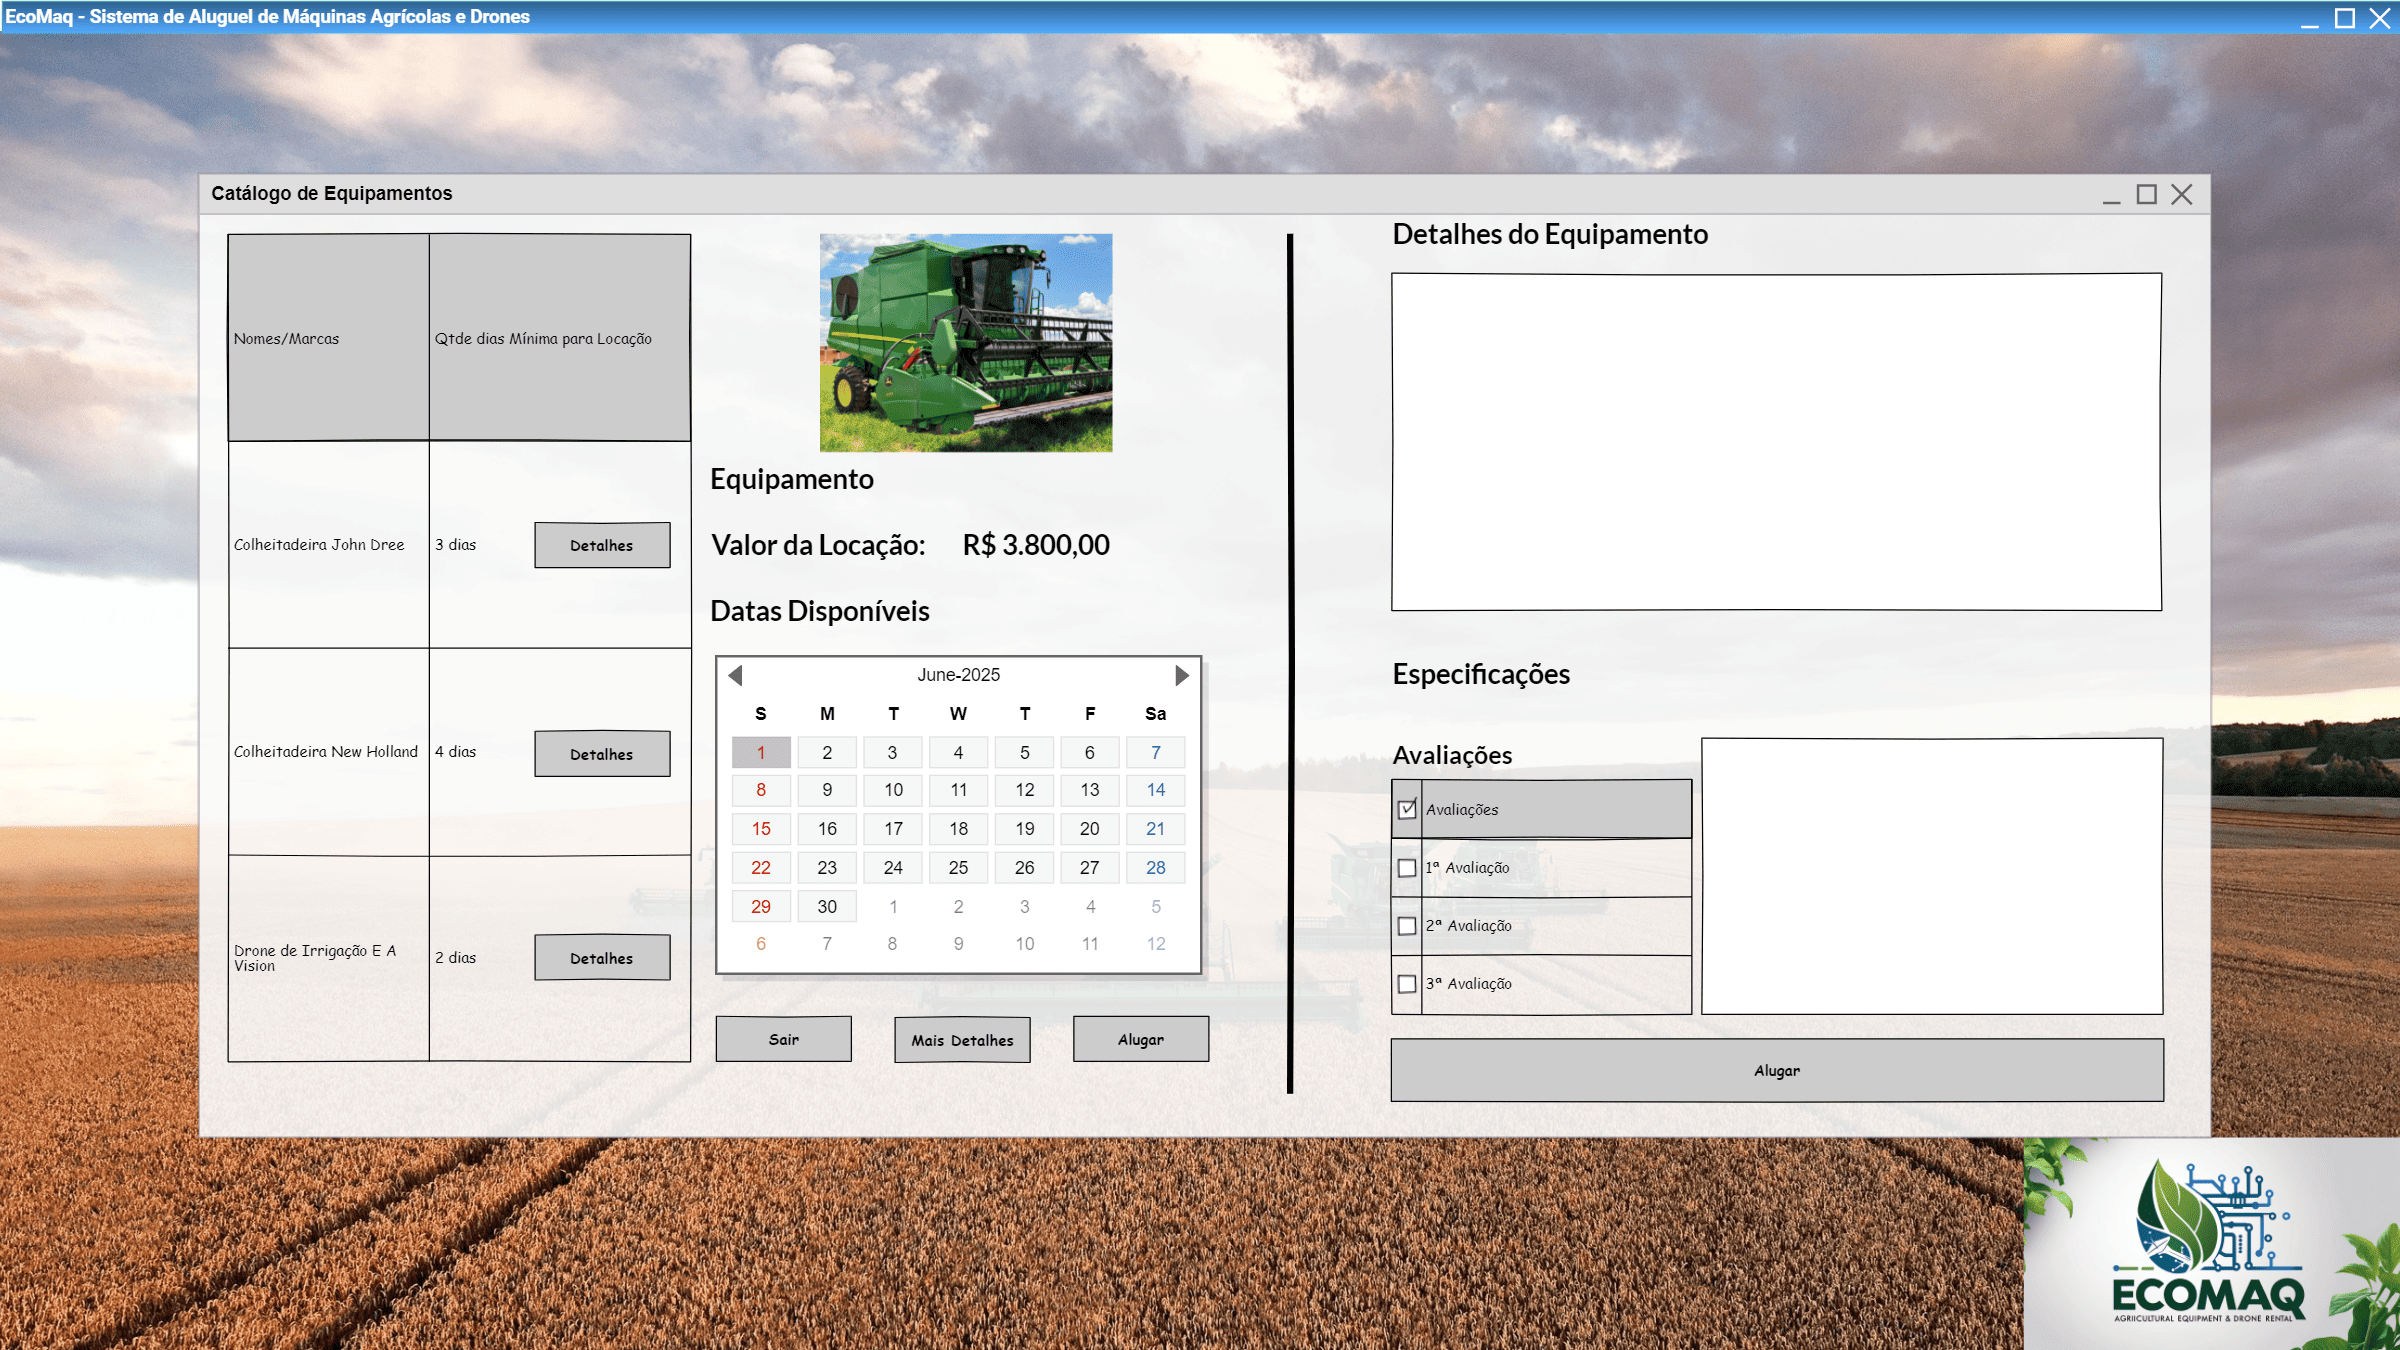 EcoMaq - Sistema de Aluguel de Máquinas Agrícolas e Drones
Catálogo de Equipamentos
Nomes/Marcas Qtde dias Mínima para Locação
Colheitadeira John Dree 3 dias Detalhes
Colheitadeira New Holland 4 dias Detalhes
Drone de Irrigação E A
Vision
2 dias Detalhes
Equipamento
Valor da Locação: R$ 3.800,00
Datas Disponíveis
June-2025
S M T W T F Sa
1 2 3 4 5 6 7
8 9 10 11 12 13 14
15 16 17 18 19 20 21
22 23 24 25 26 27 28
29 30 1 2 3 4 5
6 7 8 9 10 11 12
Sair Mais Detalhes Alugar
Detalhes do Equipamento
Especificações
Avaliações
Avaliações
1ª Avaliação
2ª Avaliação
3ª Avaliação
Alugar
ECOMAQ
AGRIICULTURAL EQUIPMENT & DRONE RENTAL